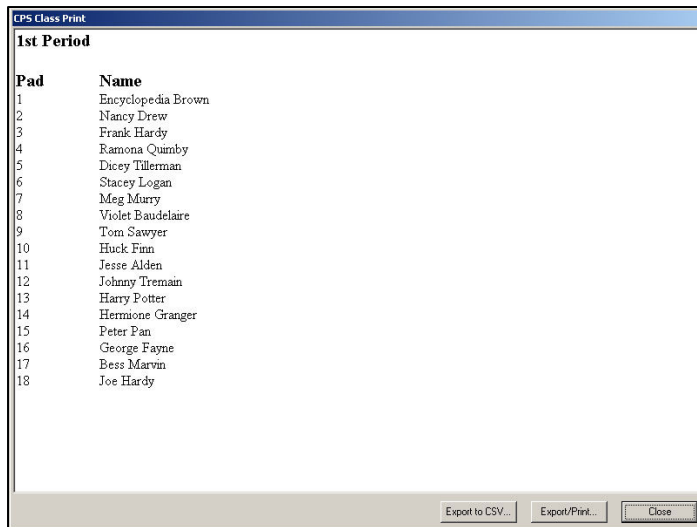 CPS Class Print
1st Period
Pad Name
1 Encyclopedia Brown
2 Nancy Drew
3 Frank Hardy
4 Ramona Quimby
5 Dicey Tillerman
6 Stacey Logan
7 Meg Murry
8 Violet Baudelaire
9 Tom Sawyer
10 Huck Finn
11 Jesse Alden
12 Johnny Tremain
13 Harry Potter
14 Hermione Granger
15 Peter Pan
16 George Fayne
17 Bess Marvin
18 Joe Hardy
Export to CSV... Export/Print... Close